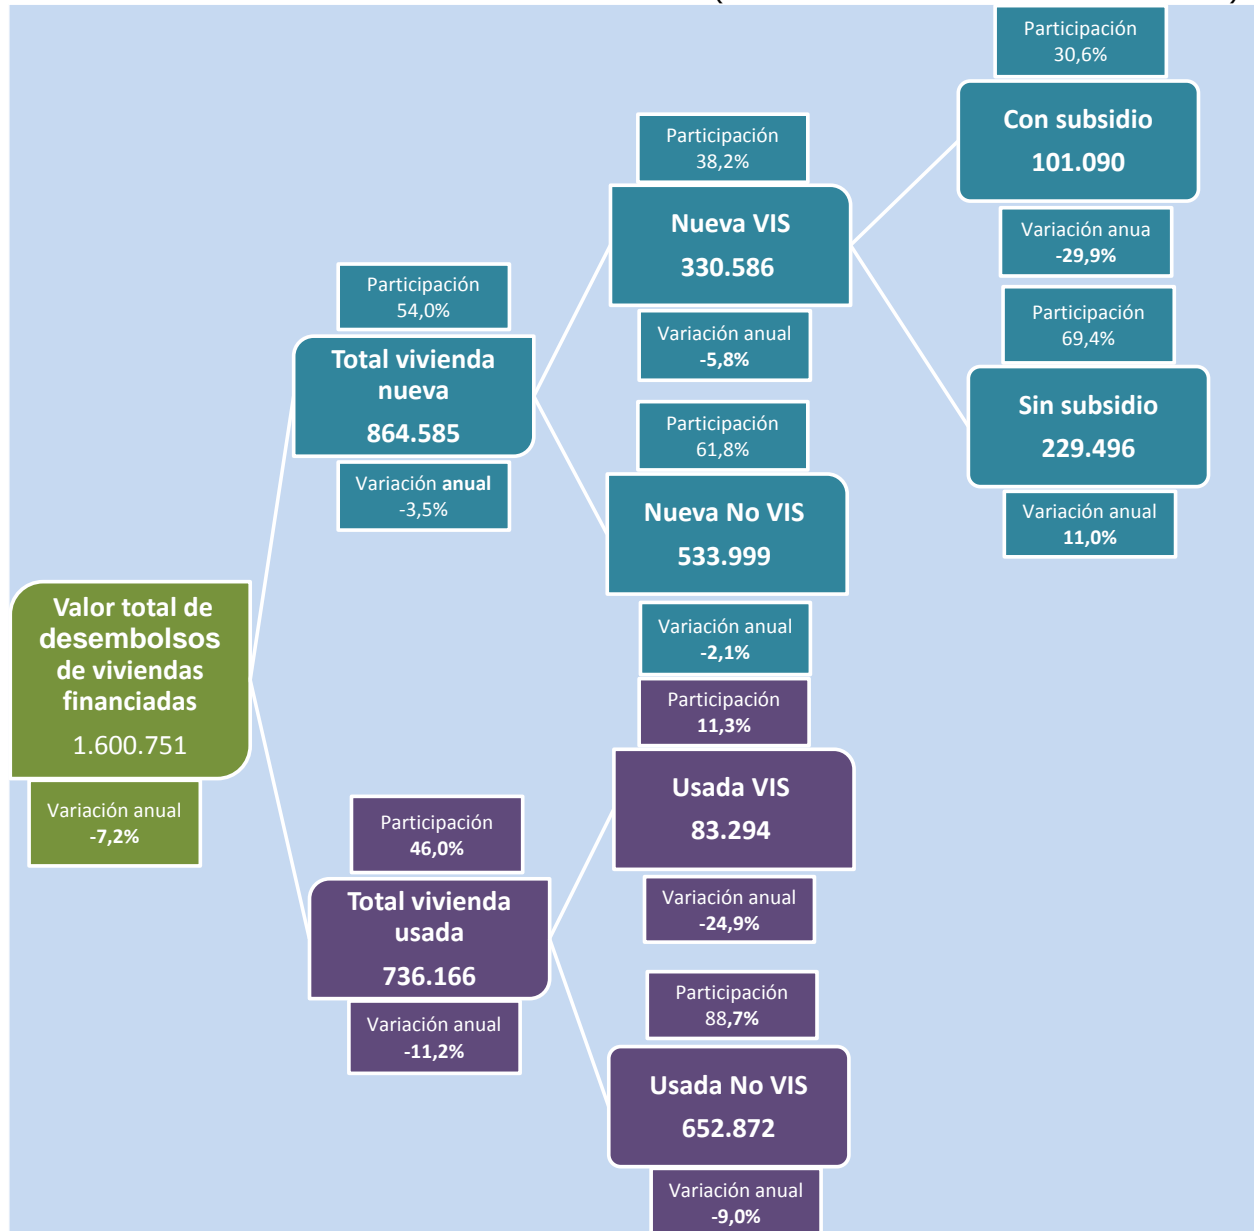 Participación
30,6%
Con subsidio
101.090
Variación anua
-29,9%
Participación
69,4%
Sin subsidio
229.496
Variación anual
11,0%
Participación
38,2%
Nueva VIS
330.586
Variación anual
-5,8%
Participación
61,8%
Nueva No VIS
533.999
Variación anual
-2,1%
Participación
54,0%
Total vivienda
nueva
864.585
Variación anual
-3,5%
Valor total de
desembolsos
de viviendas
financiadas
1.600.751
Variación anual
-7,2%
Participación
11,3%
Usada VIS
83.294
Variación anual
-24,9%
Participación
46,0%
Total vivienda
usada
736.166
Variación anual
-11,2%
Participación
88,7%
Usada No VIS
652.872
Variación anual
-9,0%